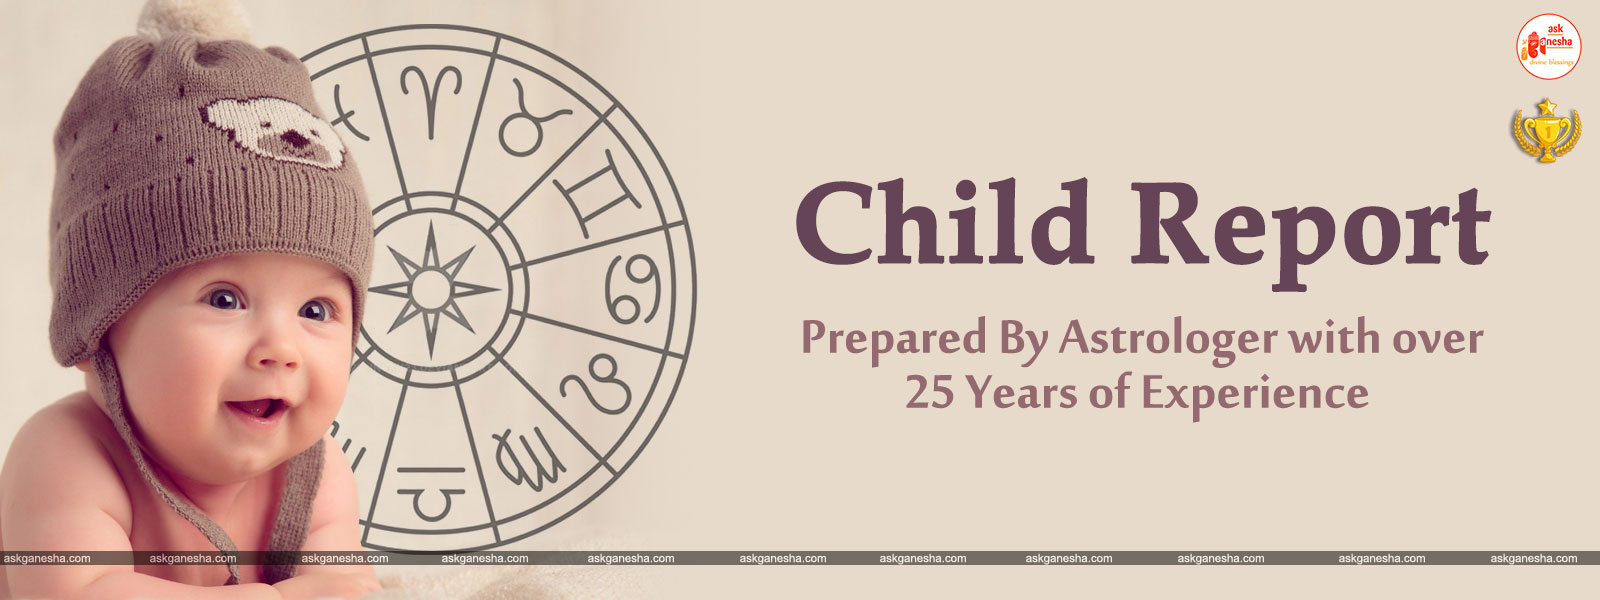 ask
Ganesha
divine blessings
1
Child Report
Prepared By Astrologer with over
25 Years of Experience
askganesha.com askganesha.com askganesha.com askganesha.com askganesha.com askganesha.com askganesha.com askganesha.com askganesha.com askganesha.com askganesha.com